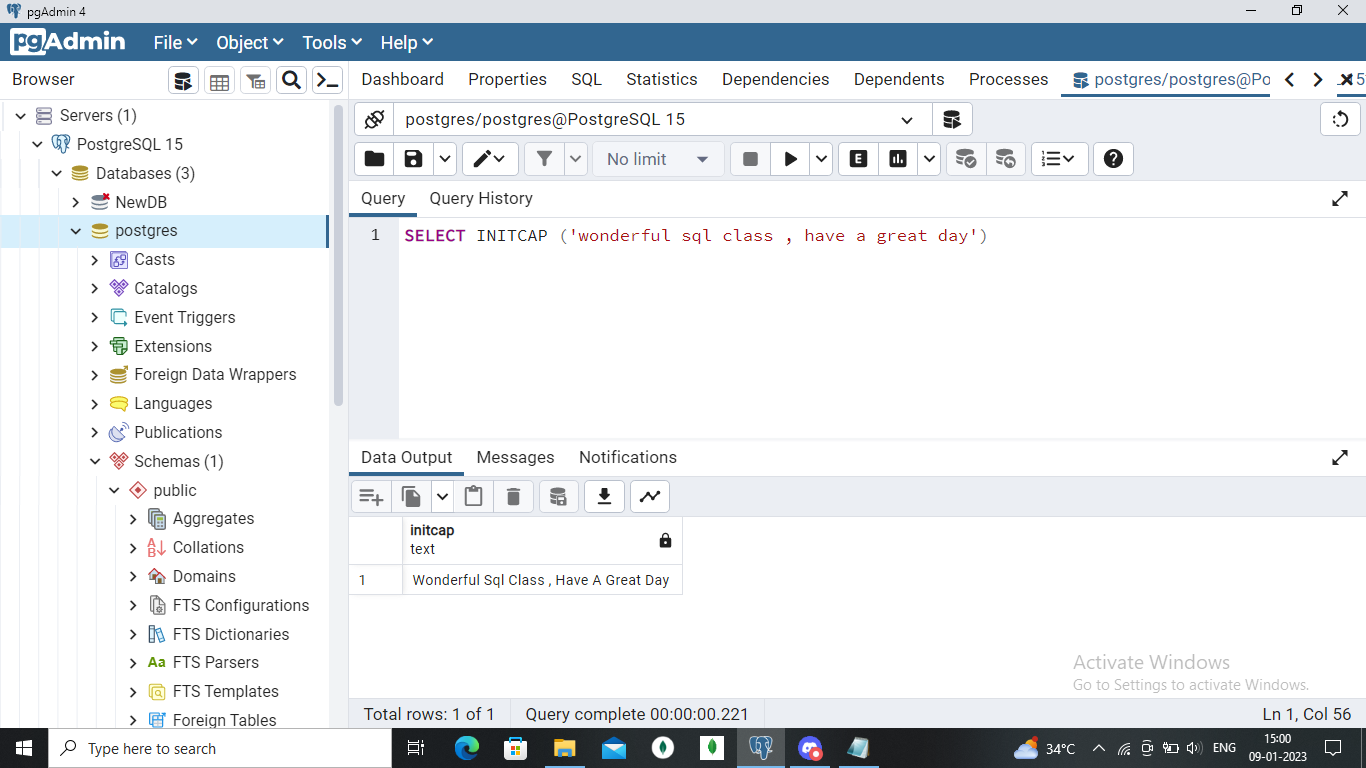 pgAdmin 4
pgAdmin File Object Tools Help
Browser
Dashboard Properties SQL Statistics Dependencies Dependents Processes postgres/postgres@Po
Servers (1)
PostgreSQL 15
Databases (3)
NewDB
postgres
Casts
Catalogs
Event Triggers
Extensions
Foreign Data Wrappers
Languages
Publications
Schemas (1)
public
Aggregates
Collations
Domains
FTS Configurations
FTS Dictionaries
Aa FTS Parsers
FTS Templates
Foreign Tables
postgres/postgres@PostgreSQL 15
No limit
E
Query Query History
1 SELECT INITCAP ('wonderful sql class , have a great day')
Data Output Messages Notifications
initcap
text
1 Wonderful Sql Class , Have A Great Day
Activate Windows
Go to Settings to activate Windows.
Total rows: 1 of 1 Query complete 00:00:00.221 Ln 1, Col 56
Type here to search
34°C
ENG
15:00
09-01-2023